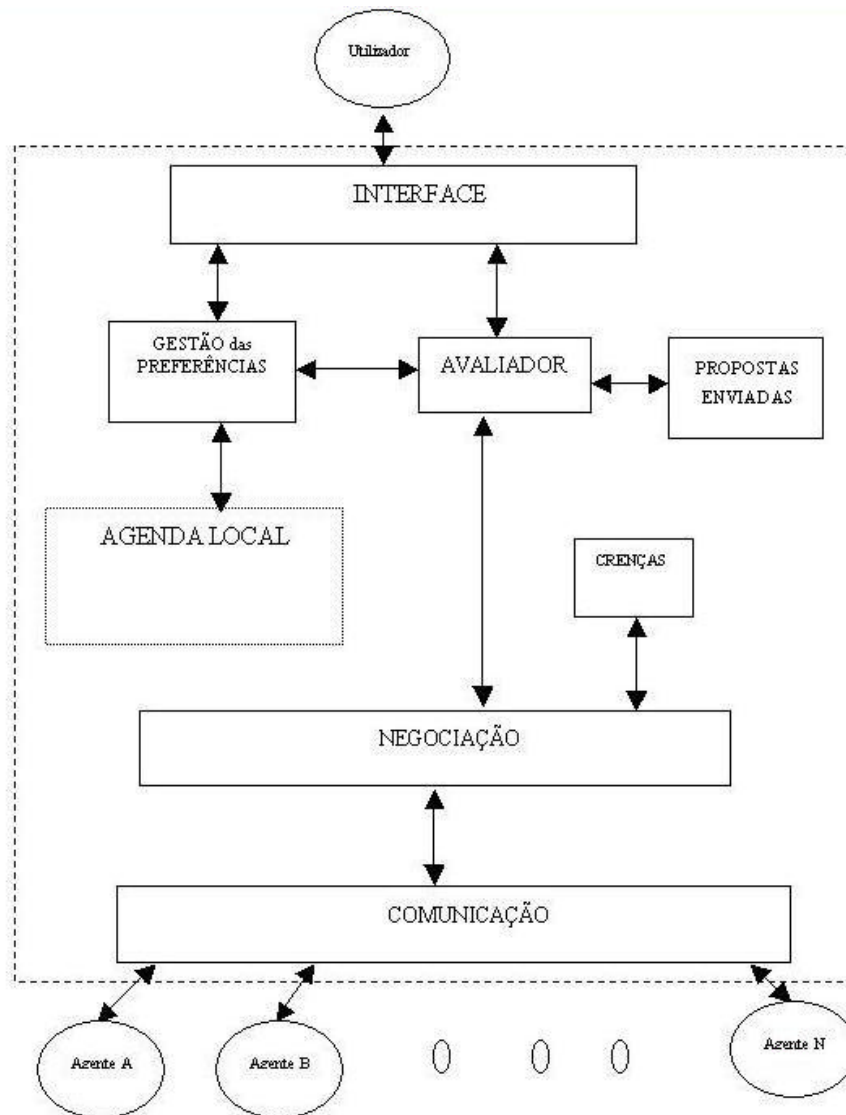 Utilizador
INTERFACE
GESTÃO das
PREFERÊNCIAS
AVALIADOR
PROPOSTAS
ENVIADAS
AGENDA LOCAL
CRENÇAS
NEGOCIAÇÃO
COMUNICAÇÃO
Agente A
Agente B
Agente N